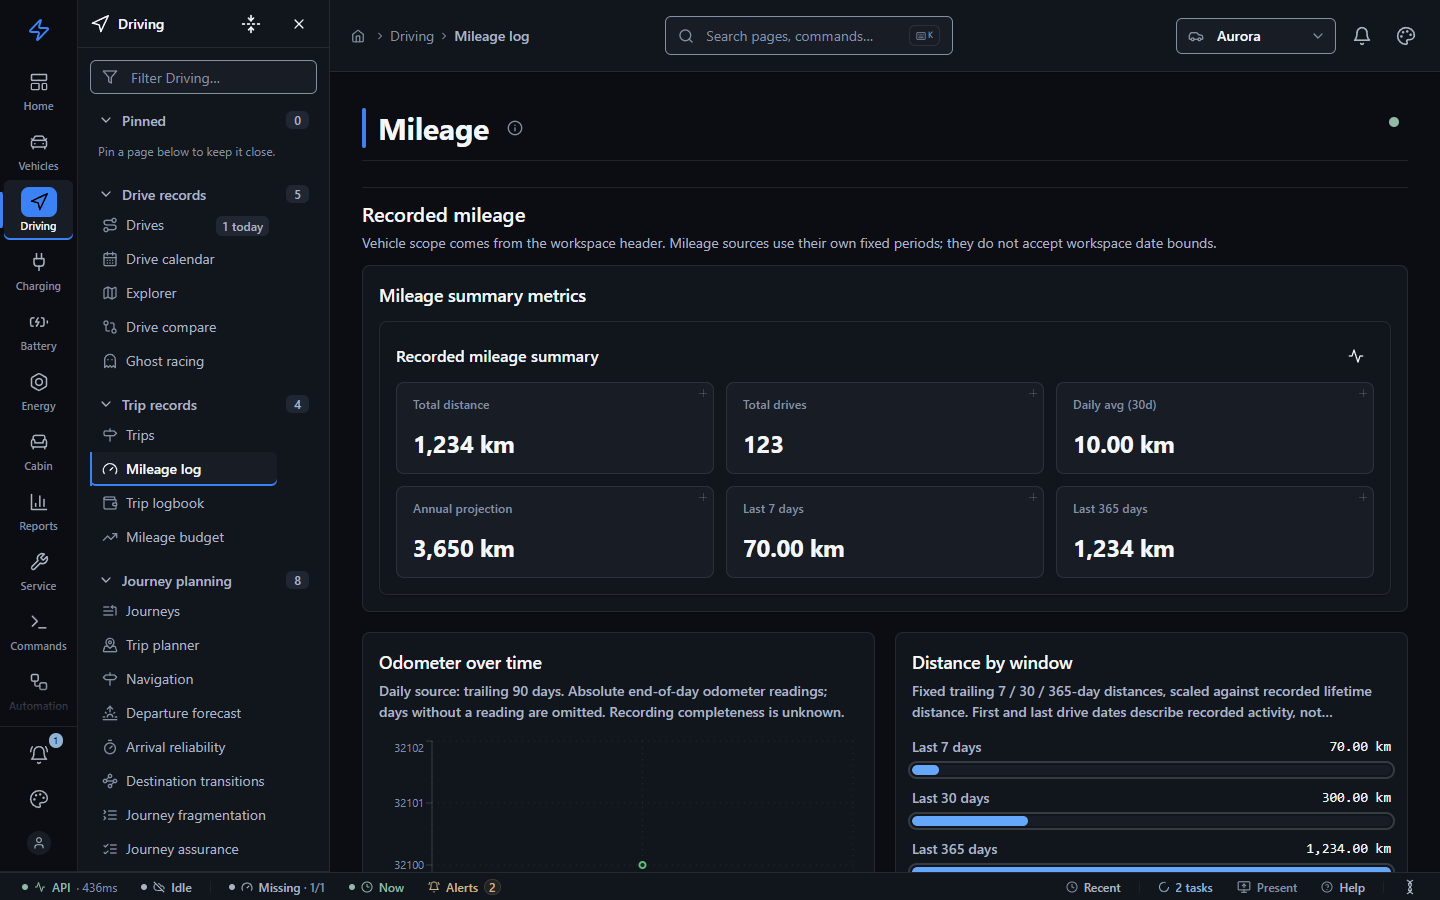 Home
Vehicles
Driving
Charging
Battery
Energy
Cabin
Reports
Service
Commands
Automation
1
Driving
Filter Driving...
Pinned 0
Pin a page below to keep it close.
Drive records 5
Drives 1 today
Drive calendar
Explorer
Drive compare
Ghost racing
Trip records 4
Trips
Mileage log
Trip logbook
Mileage budget
Journey planning 8
Journeys
Trip planner
Navigation
Departure forecast
Arrival reliability
Destination transitions
Journey fragmentation
Journey assurance
Driving Mileage log
Search pages, commands... K
Aurora
Mileage
Recorded mileage
Vehicle scope comes from the workspace header. Mileage sources use their own fixed periods; they do not accept workspace date bounds.
Mileage summary metrics
Recorded mileage summary
Total distance
1,234 km
Total drives
123
Daily avg (30d)
10.00 km
Annual projection
3,650 km
Last 7 days
70.00 km
Last 365 days
1,234 km
Odometer over time
Daily source: trailing 90 days. Absolute end-of-day odometer readings;
days without a reading are omitted. Recording completeness is unknown.
32102
32101
32100
Distance by window
Fixed trailing 7 / 30 / 365-day distances, scaled against recorded lifetime
distance. First and last drive dates describe recorded activity, not...
Last 7 days 70.00 km
Last 30 days 300.00 km
Last 365 days 1,234.00 km
API · 436ms Idle Missing · 1/1 Now Alerts 2 Recent 2 tasks Present Help